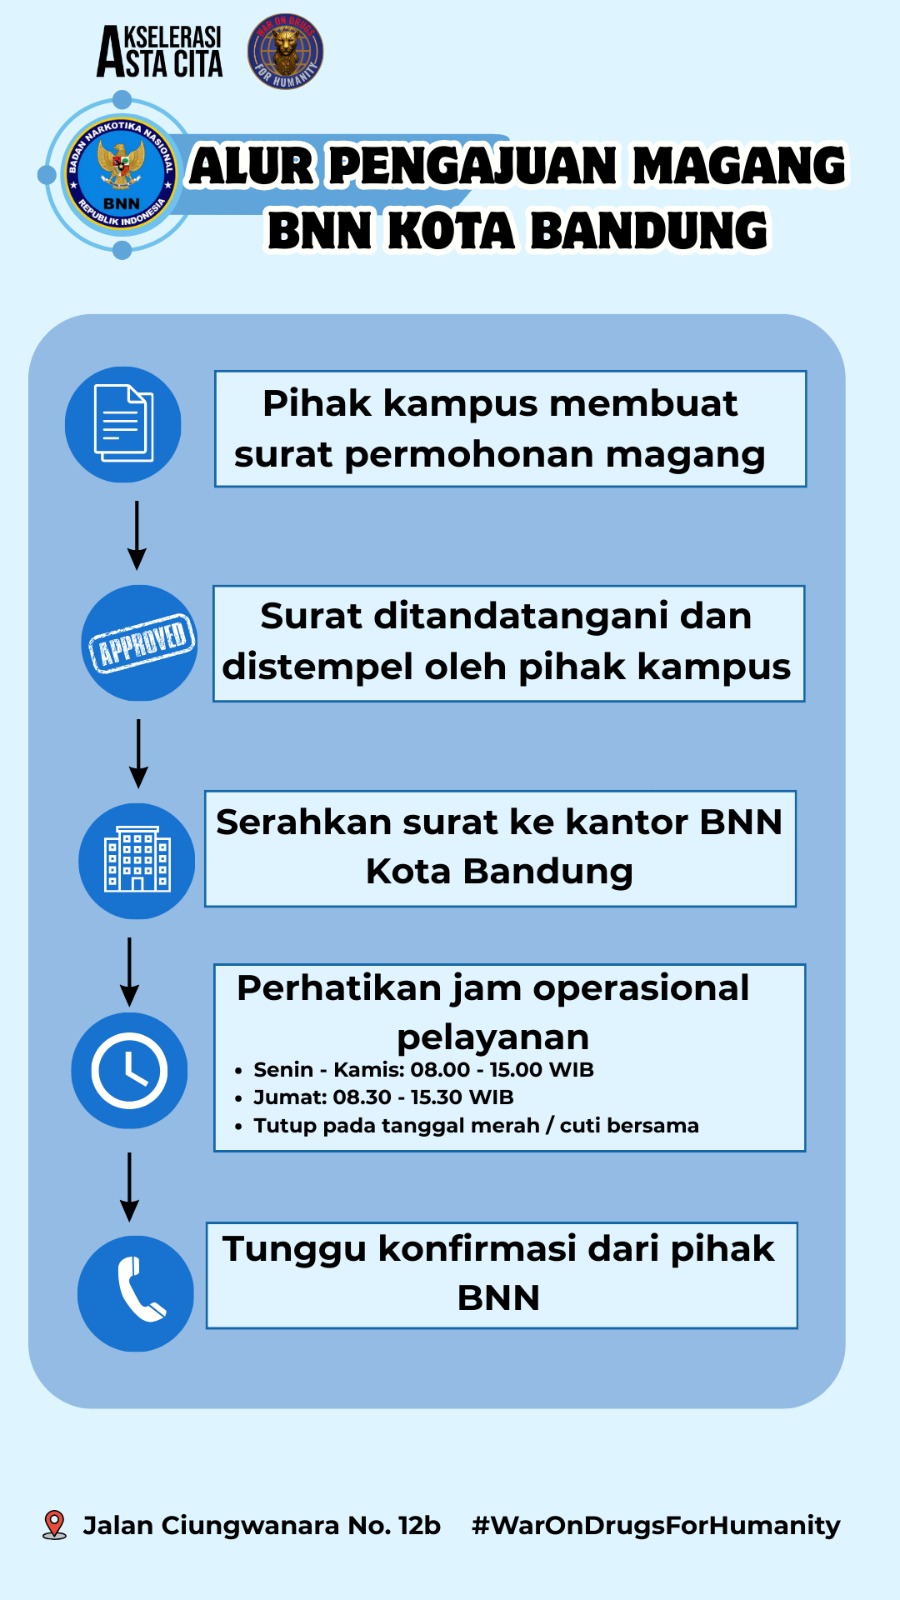 AKSELERASI
ASTA CITA
WAR ON DRUGS
FOR HUMANITY
BADAN NARKOTIKA NASIONAL
BNN
REPUBLIK INDONESIA
ALUR PENGAJUAN MAGANG
BNN KOTA BANDUNG
Pihak kampus membuat
surat permohonan magang
APPROVED
Surat ditandatangani dan
distempel oleh pihak kampus
Serahkan surat ke kantor BNN
Kota Bandung
Perhatikan jam operasional
pelayanan
• Senin - Kamis: 08.00 - 15.00 WIB
• Jumat: 08.30 - 15.30 WIB
• Tutup pada tanggal merah / cuti bersama
Tunggu konfirmasi dari pihak
BNN
Jalan Ciungwanara No. 12b #WarOnDrugsForHumanity